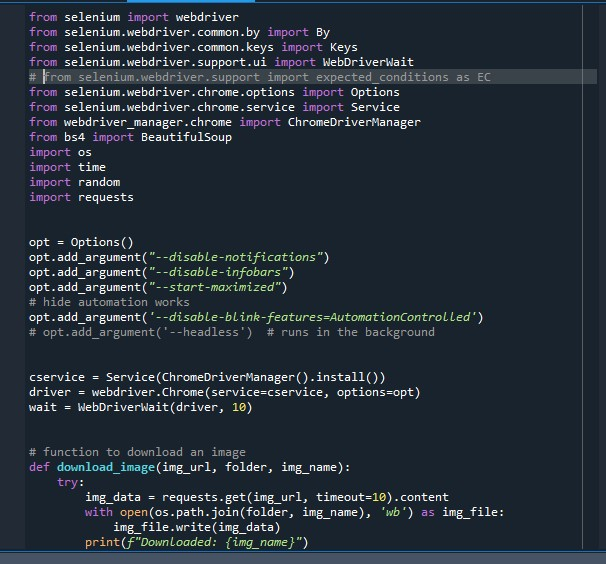 from selenium import webdriver
from selenium.webdriver.common.by import By
from selenium.webdriver.common.keys import Keys
from selenium.webdriver.support.ui import WebDriverWait
# from selenium.webdriver.support import expected_conditions as EC
from selenium.webdriver.chrome.options import Options
from selenium.webdriver.chrome.service import Service
from webdriver_manager.chrome import ChromeDriverManager
from bs4 import BeautifulSoup
import os
import time
import random
import requests
opt = Options()
opt.add_argument("--disable-notifications")
opt.add_argument("--disable-infobars")
opt.add_argument("--start-maximized")
# hide automation works
opt.add_argument('--disable-blink-features=AutomationControlled')
# opt.add_argument('--headless')  # runs in the background
cservice = Service(ChromeDriverManager().install())
driver = webdriver.Chrome(service=cservice, options=opt)
wait = WebDriverWait(driver, 10)
# function to download an image
def download_image(img_url, folder, img_name):
    try:
        img_data = requests.get(img_url, timeout=10).content
        with open(os.path.join(folder, img_name), 'wb') as img_file:
            img_file.write(img_data)
        print(f"Downloaded: {img_name}")